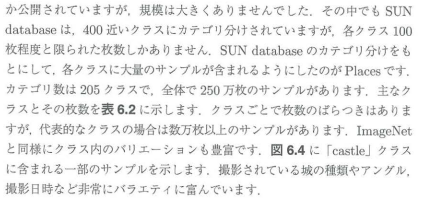 か公開されていますが，規模は大きくありませんでした．その中でも SUN
database は，400 近いクラスにカテゴリ分けされていますが，各クラス 100
枚程度と限られた枚数しかありません．SUN database のカテゴリ分けをも
とにして，各クラスに大量のサンプルが含まれるようにしたのが Places です．
カテゴリ数は 205 クラスで，全体で 250 万枚のサンプルがあります．主なク
ラスとその枚数を表 6.2 に示します．クラスごとで枚数のばらつきはありま
すが，代表的なクラスの場合は数万枚以上のサンプルがあります．ImageNet
と同様にクラス内のバリエーションも豊富です．図 6.4 に「castle」クラス
に含まれる一部のサンプルを示します．撮影されている城の種類やアングル，
撮影日時など非常にバラエティに富んでいます．